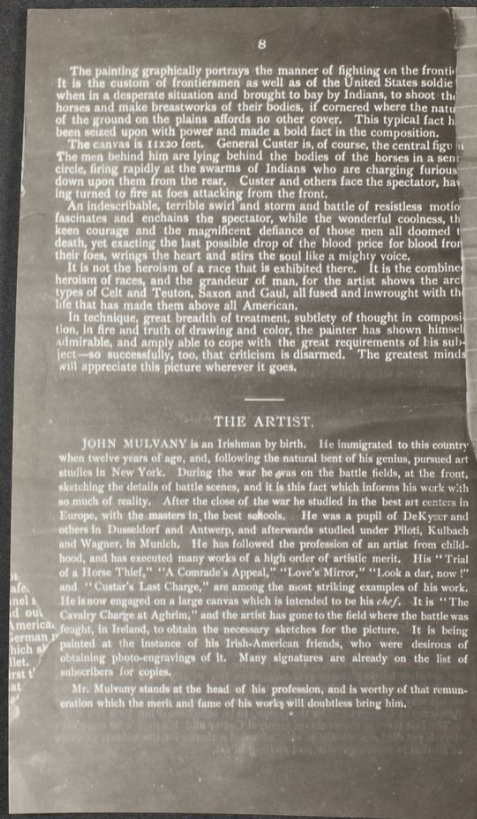 8
The painting graphically portrays the manner of fighting on the fronti
It is the custom of frontiersmen as well as of the United States soldie
when in a desperate situation and brought to bay by Indians, to shoot th
horses and make breastworks of their bodies, if cornered where the natu
of the ground on the plains affords no other cover. This typical fact h
been seized upon with power and made a bold fact in the composition.
The canvas is 11x20 feet. General Custer is, of course, the central figu
The men behind him are lying behind the bodies of the horses in a sem
circle, firing rapidly at the swarms of Indians who are charging furious
down upon them from the rear. Custer and others face the spectator, hav
ing turned to fire at foes attacking from the front.
An indescribable, terrible swirl and storm and battle of resistless motio
fascinates and enchains the spectator, while the wonderful coolness, th
keen courage and the magnificent defiance of those men all doomed t
death, yet exacting the last possible drop of the blood price for blood from
their foes, wrings the heart and stirs the soul like a mighty voice.
It is not the heroism of a race that is exhibited there. It is the combine
heroism of races, and the grandeur of man, for the artist shows the arc
types of Celt and Teuton, Saxon and Gaul, all fused and inwrought with the
life that has made them above all American.
In technique, great breadth of treatment, subtlety of thought in composi
tion, in fire and truth of drawing and color, the painter has shown himsel
admirable, and amply able to cope with the great requirements of his sub-
ject—so successfully, too, that criticism is disarmed. The greatest minds
will appreciate this picture wherever it goes.
THE ARTIST.
JOHN MULVANY is an Irishman by birth. He immigrated to this country
when twelve years of age, and, following the natural bent of his genius, pursued art
studies in New York. During the war he was on the battle fields, at the front,
sketching the details of battle scenes, and it is this fact which informs his work with
so much of reality. After the close of the war he studied in the best art centers in
Europe, with the masters in the best schools. He was a pupil of DeKyzer and
others in Dusseldorf and Antwerp, and afterwards studied under Piloti, Kulbach
and Wagner, in Munich. He has followed the profession of an artist from child-
hood, and has executed many works of a high order of artistic merit. His "Trial
of a Horse Thief," "A Comrade's Appeal," "Love's Mirror," "Look a dar, now!"
and "Custar's Last Charge," are among the most striking examples of his work.
He is now engaged on a large canvas which is intended to be his chef. It is "The
Cavalry Charge at Aghrim," and the artist has gone to the field where the battle was
fought, in Ireland, to obtain the necessary sketches for the picture. It is being
painted at the instance of his Irish-American friends, who were desirous of
obtaining photo-engravings of it. Many signatures are already on the list of
subscribers for copies.
Mr. Mulvany stands at the head of his profession, and is worthy of that remun-
eration which the merit and fame of his works will doubtless bring him.